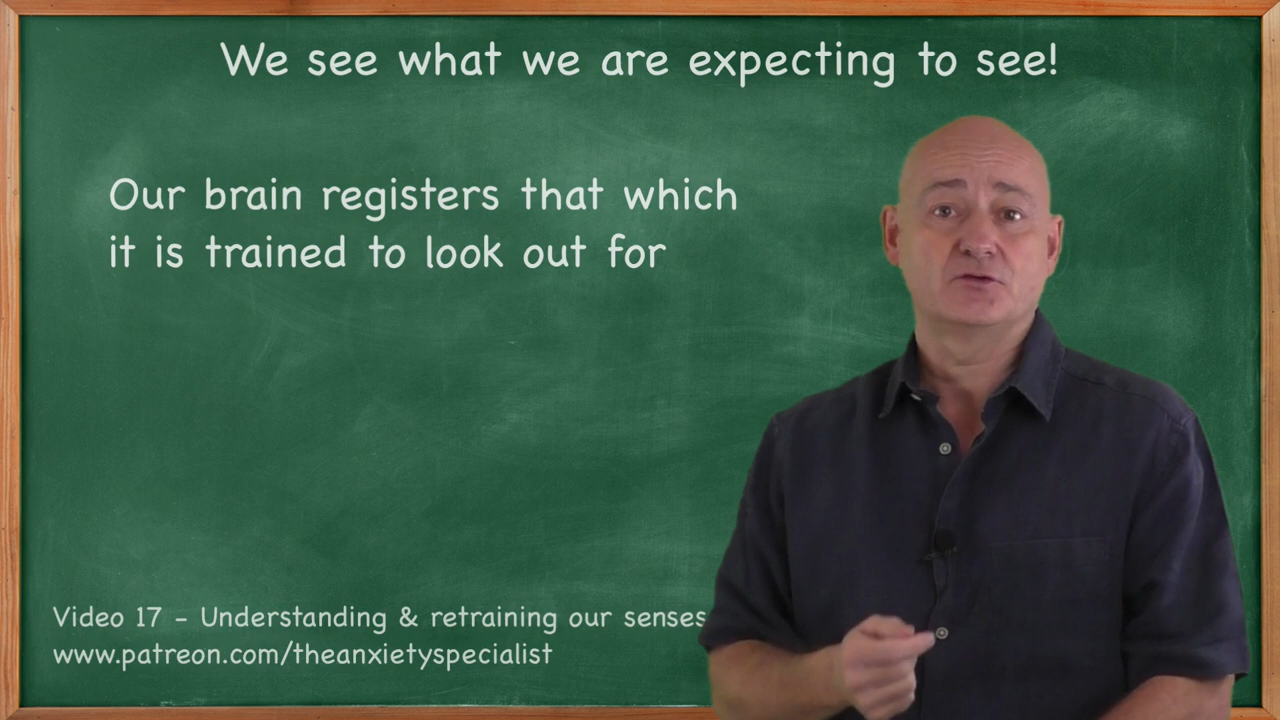 We see what we are expecting to see!
Our brain registers that which
it is trained to look out for
Video 17 - Understanding & retraining our senses
www.patreon.com/theanxietyspecialist